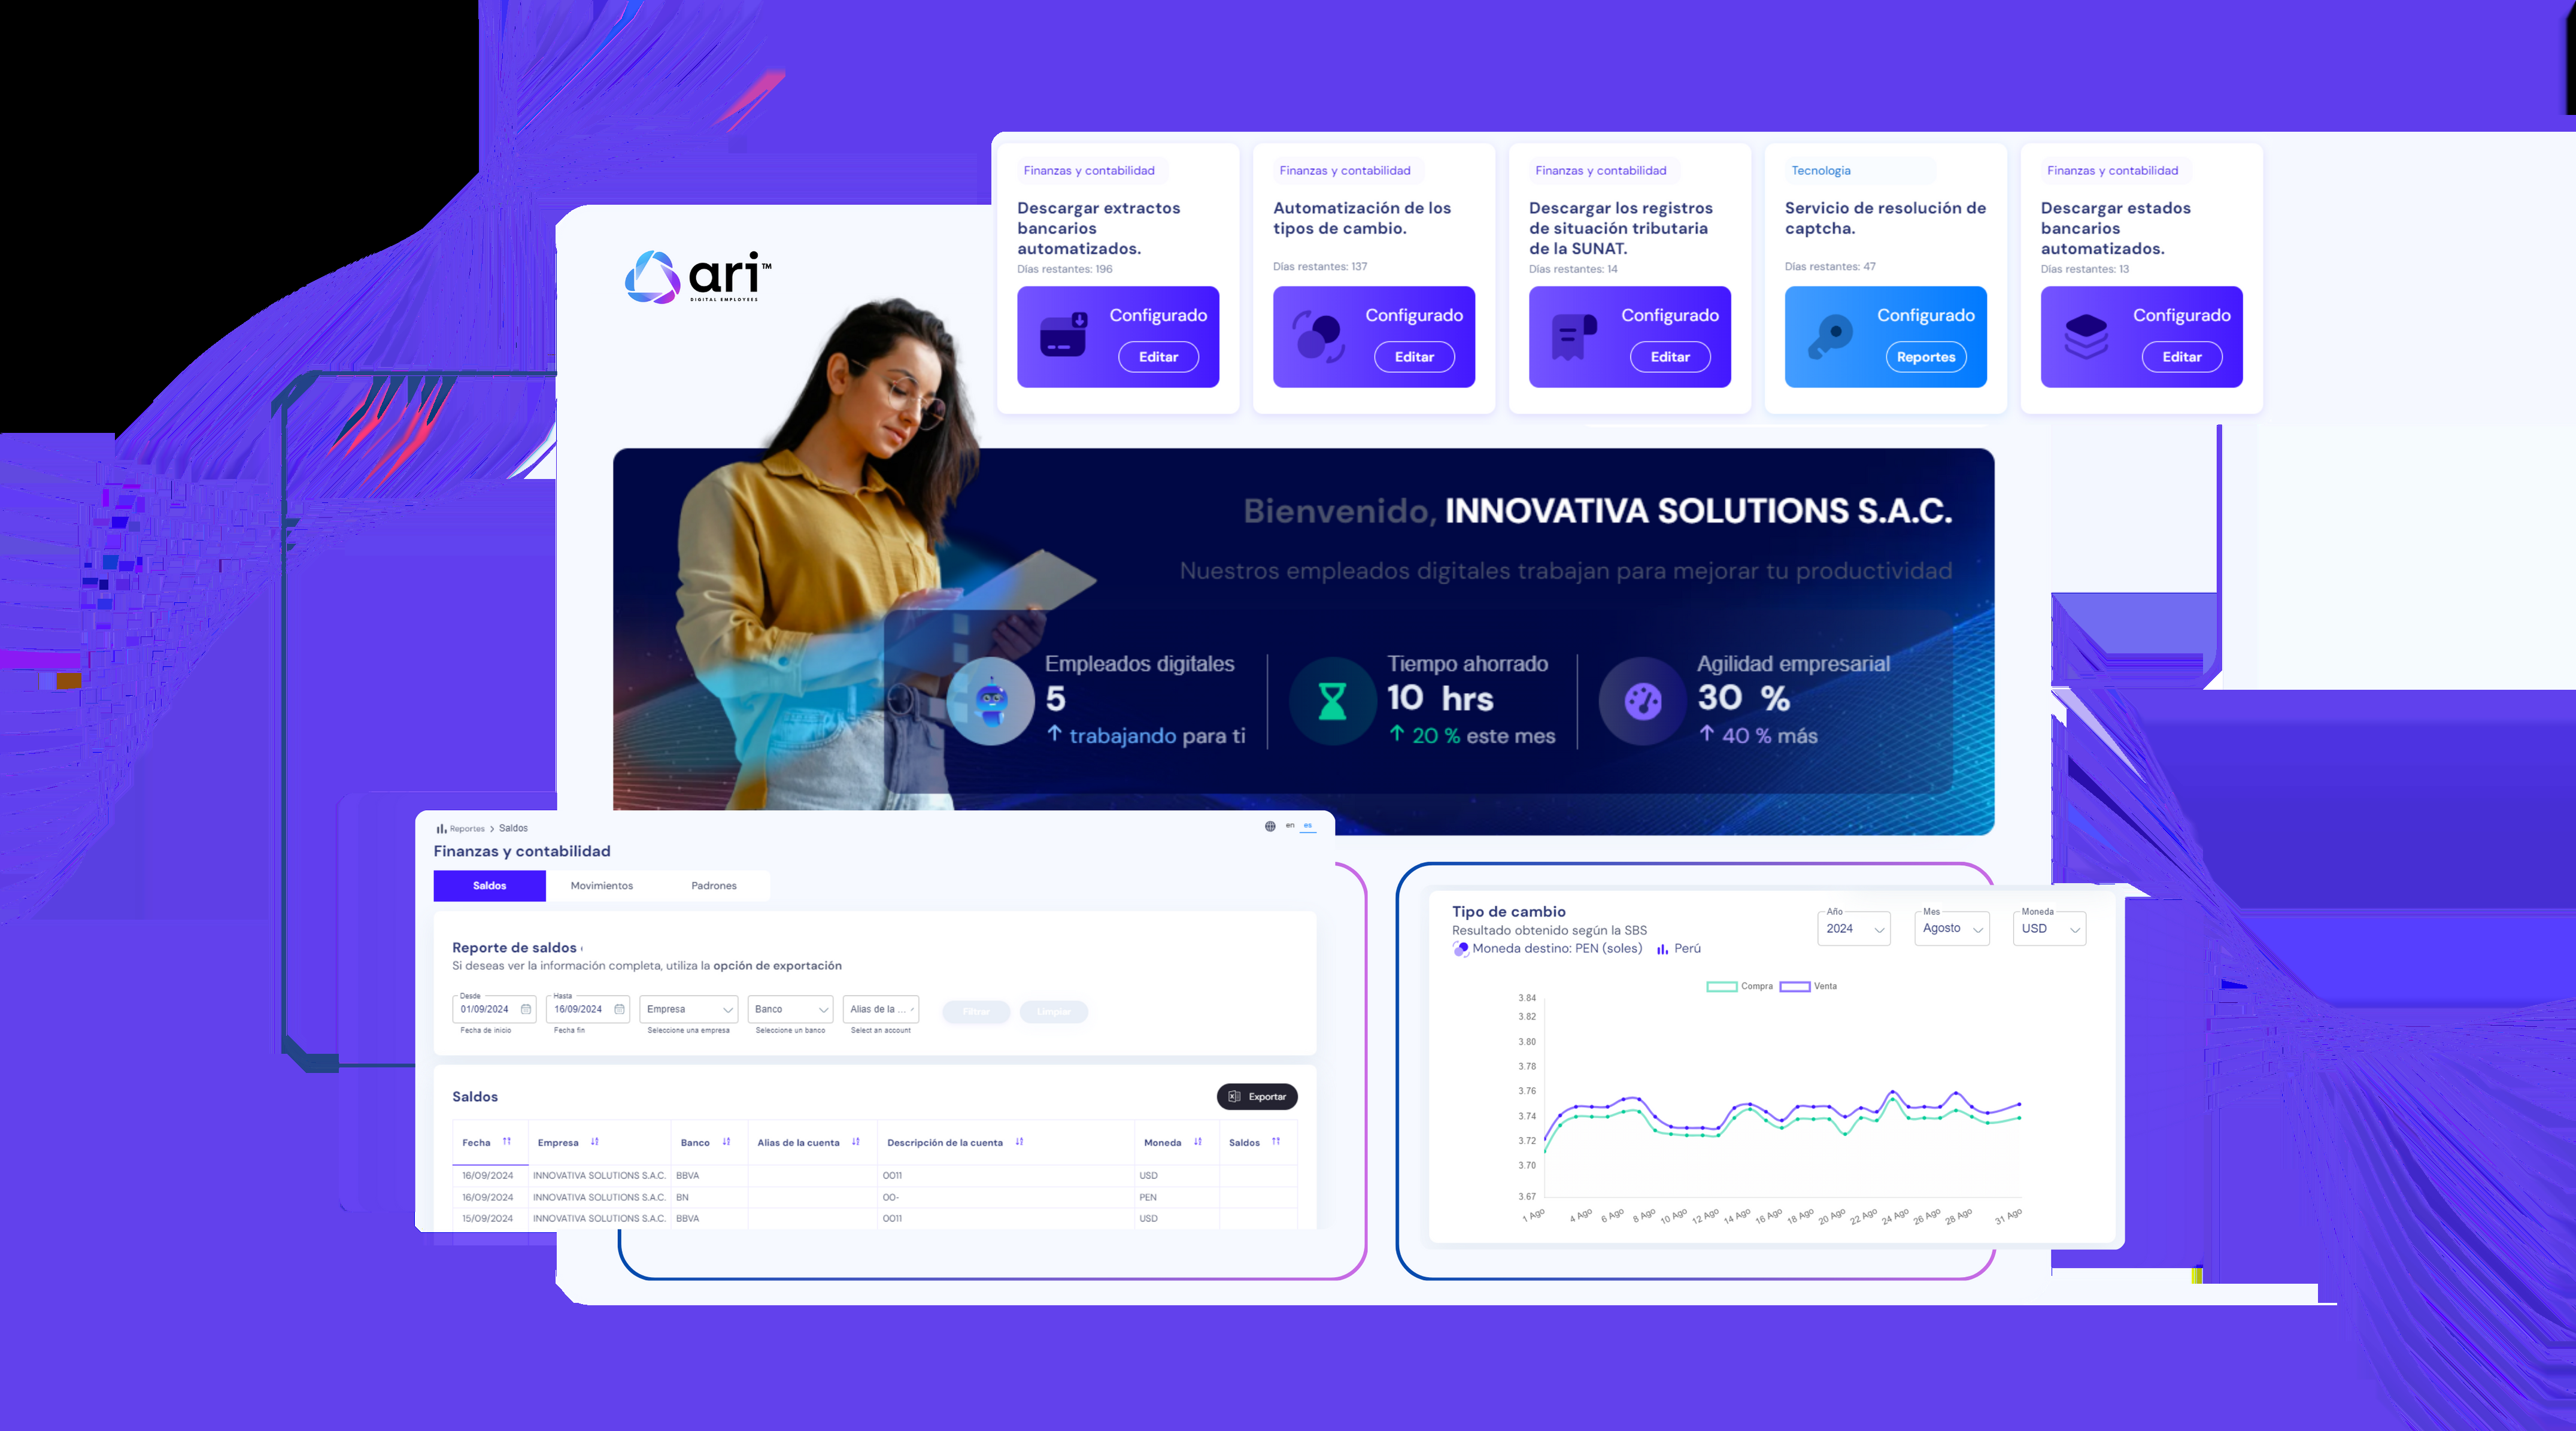 ari™
DIGITAL EMPLOYEES
Finanzas y contabilidad
Descargar extractos
bancarios
automatizados.
Días restantes: 196
Configurado
Editar
Finanzas y contabilidad
Automatización de los
tipos de cambio.
Días restantes: 137
Configurado
Editar
Finanzas y contabilidad
Descargar los registros
de situación tributaria
de la SUNAT.
Días restantes: 14
Configurado
Editar
Tecnologia
Servicio de resolución de
captcha.
Días restantes: 47
Configurado
Reportes
Finanzas y contabilidad
Descargar estados
bancarios
automatizados.
Días restantes: 13
Configurado
Editar
Bienvenido, INNOVATIVA SOLUTIONS S.A.C.
Nuestros empleados digitales trabajan para mejorar tu productividad
Empleados digitales
5
↑ trabajando para ti
Tiempo ahorrado
10 hrs
↑ 20 % este mes
Agilidad empresarial
30 %
↑ 40 % más
Reportes > Saldos
en es
Finanzas y contabilidad
Saldos Movimientos Padrones
Reporte de saldos
Si deseas ver la información completa, utiliza la opción de exportación
Desde
01/09/2024
Fecha de inicio
Hasta
16/09/2024
Fecha fin
Empresa
Seleccione una empresa
Banco
Seleccione un banco
Alias de la ...
Select an account
Filtrar
Limpiar
Saldos
Exportar
Fecha Empresa Banco Alias de la cuenta Descripción de la cuenta Moneda Saldos
16/09/2024 INNOVATIVA SOLUTIONS S.A.C. BBVA 0011 USD
16/09/2024 INNOVATIVA SOLUTIONS S.A.C. BN 00- PEN
15/09/2024 INNOVATIVA SOLUTIONS S.A.C. BBVA 0011 USD
Tipo de cambio
Resultado obtenido según la SBS
Moneda destino: PEN (soles) Perú
Año
2024
Mes
Agosto
Moneda
USD
Compra Venta
3.84
3.82
3.80
3.78
3.76
3.74
3.72
3.70
3.67
1 Ago 4 Ago 6 Ago 8 Ago 10 Ago 12 Ago 14 Ago 16 Ago 18 Ago 20 Ago 22 Ago 24 Ago 26 Ago 28 Ago 31 Ago